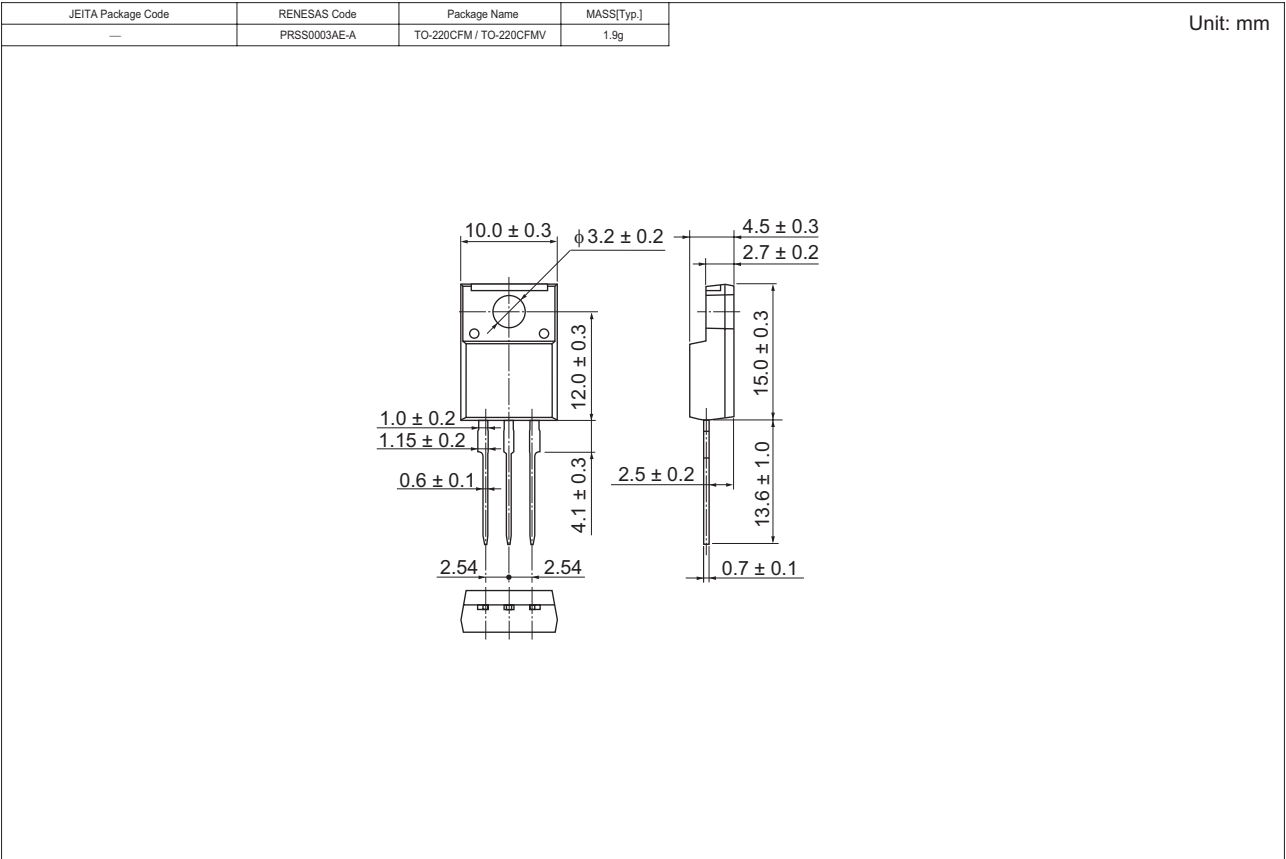 JEITA Package Code RENESAS Code Package Name MASS[Typ.]
— PRSS0003AE-A TO-220CFM / TO-220CFMV 1.9g
Unit: mm
10.0 ± 0.3
ϕ 3.2 ± 0.2
4.5 ± 0.3
2.7 ± 0.2
12.0 ± 0.3
15.0 ± 0.3
1.0 ± 0.2
1.15 ± 0.2
0.6 ± 0.1
4.1 ± 0.3
2.5 ± 0.2
13.6 ± 1.0
2.54
2.54
0.7 ± 0.1